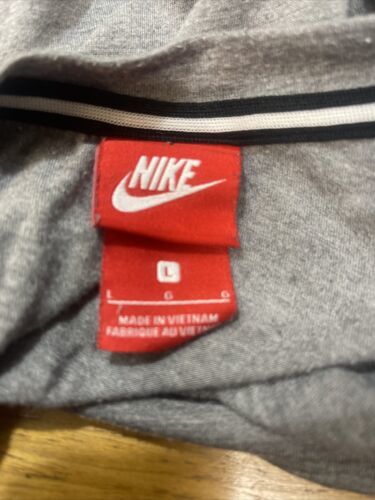 NIKE
L
L G G
MADE IN VIETNAM
FABRIQUE AU VIETNAM